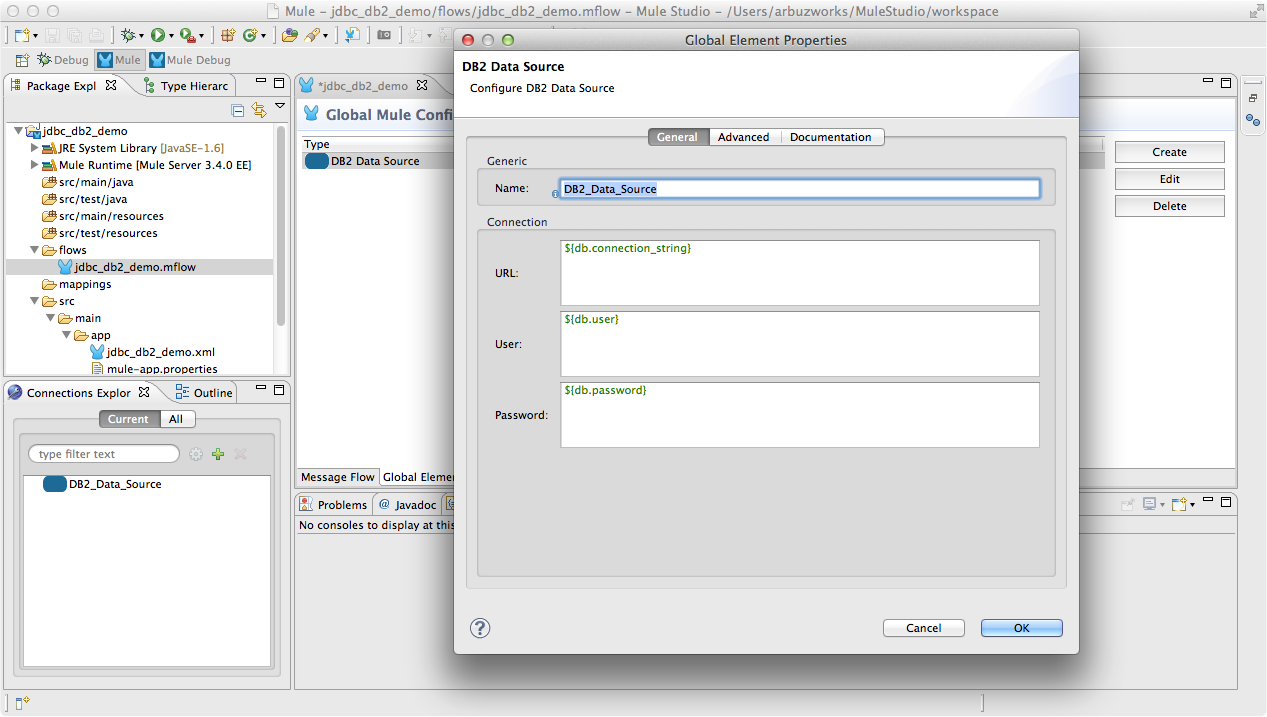 Mule – jdbc_db2_demo/flows/jdbc_db2_demo.mflow – Mule Studio – /Users/arbuzworks/MuleStudio/workspace
Debug Mule Mule Debug
Package Expl Type Hierarc
jdbc_db2_demo
JRE System Library [JavaSE-1.6]
Mule Runtime [Mule Server 3.4.0 EE]
src/main/java
src/test/java
src/main/resources
src/test/resources
flows
jdbc_db2_demo.mflow
mappings
src
main
app
jdbc_db2_demo.xml
mule-app.properties
Connections Explor Outline
Current All
type filter text
DB2_Data_Source
*jdbc_db2_demo
Global Mule Confi
Type
DB2 Data Source
Create
Edit
Delete
Message Flow Global Elemen
Problems @ Javadoc
No consoles to display at this
Global Element Properties
DB2 Data Source
Configure DB2 Data Source
General Advanced Documentation
Generic
Name: DB2_Data_Source
Connection
URL: ${db.connection_string}
User: ${db.user}
Password: ${db.password}
?
Cancel OK